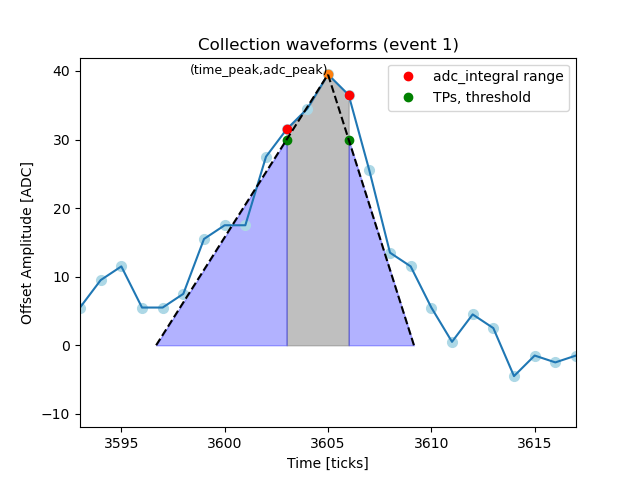 Collection waveforms (event 1)
(time_peak,adc_peak)
adc_integral range
TPs, threshold
Offset Amplitude [ADC]
40
30
20
10
0
−10
3595
3600
3605
3610
3615
Time [ticks]